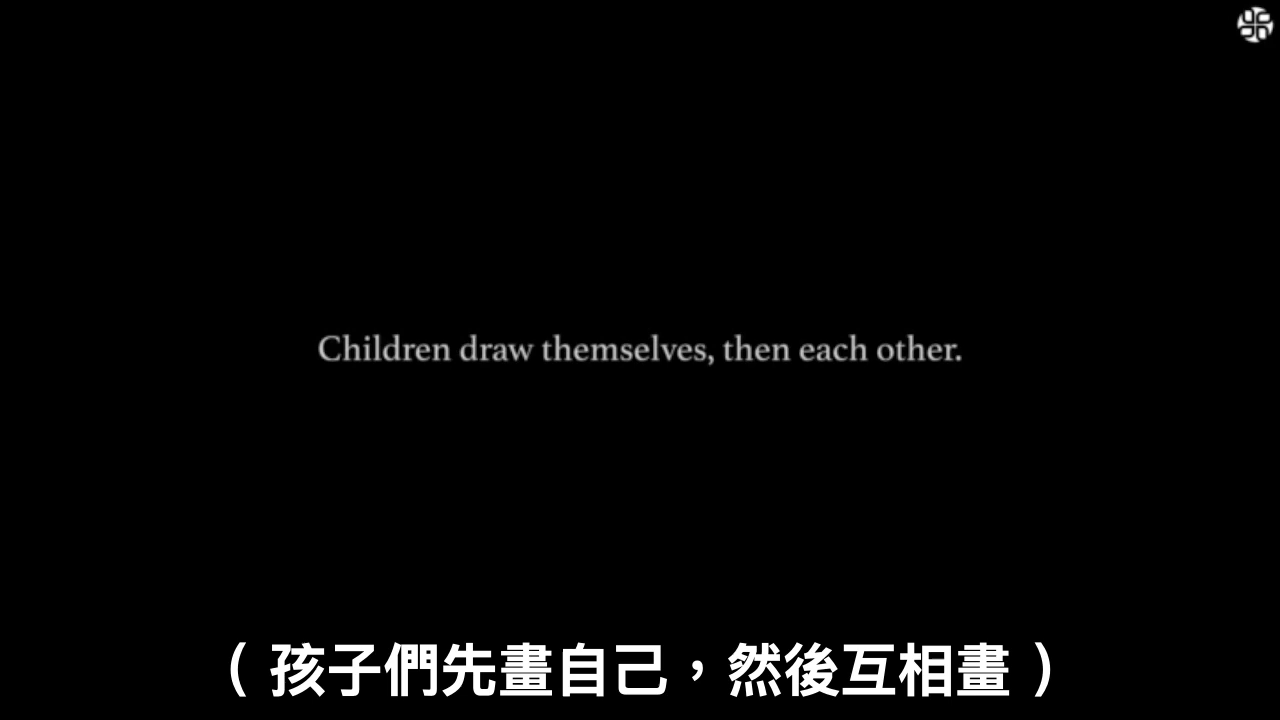 Children draw themselves, then each other.
（孩子們先畫自己，然後互相畫）